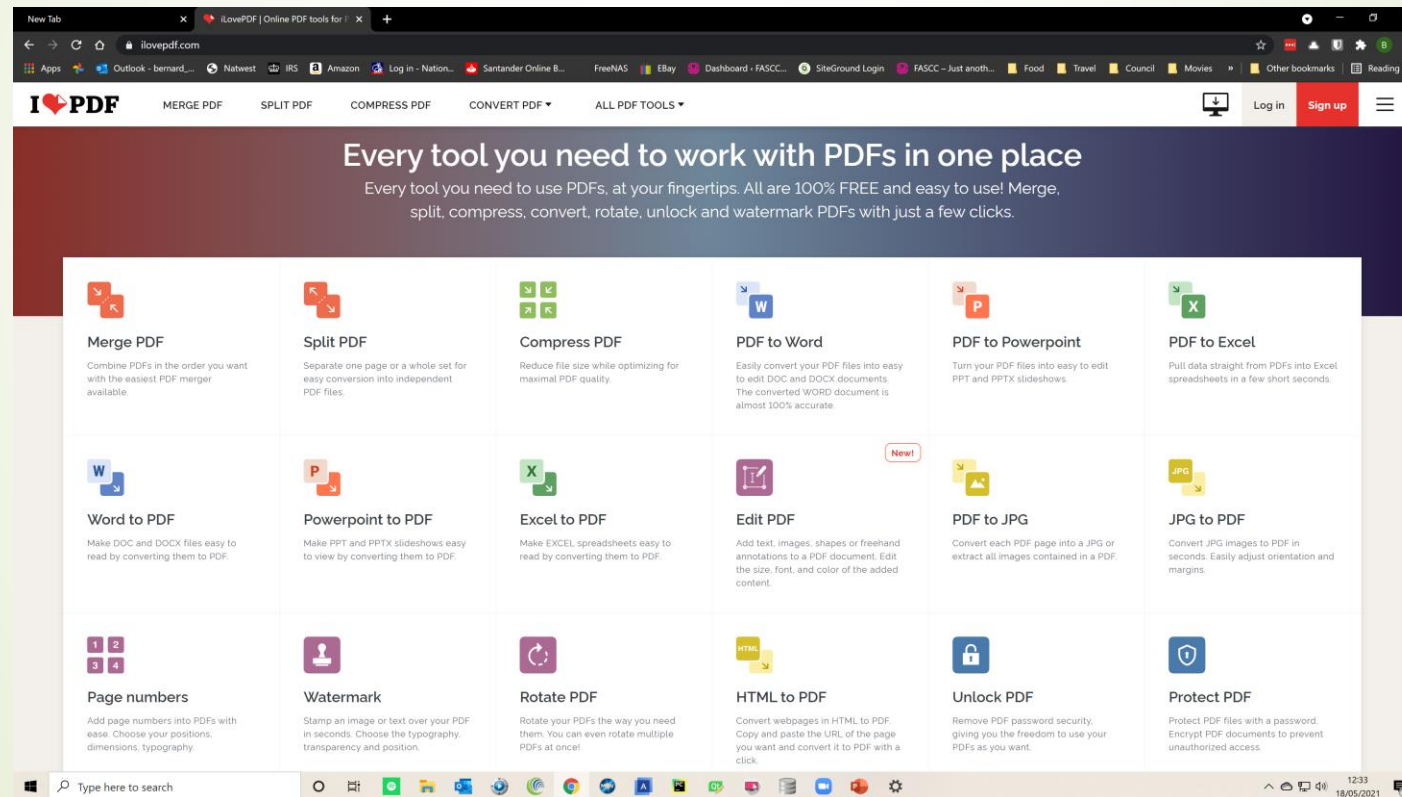 New Tab
iLovePDF | Online PDF tools for
ilovepdf.com
Apps Outlook - bernard_... Natwest IRS Amazon Log in - Nation... Santander Online B... FreeNAS EBay Dashboard ‹ FASCC... SiteGround Login FASCC – Just anoth... Food Travel Council Movies » Other bookmarks Reading
I PDF MERGE PDF SPLIT PDF COMPRESS PDF CONVERT PDF ALL PDF TOOLS Log in Sign up
Every tool you need to work with PDFs in one place
Every tool you need to use PDFs, at your fingertips. All are 100% FREE and easy to use! Merge,
split, compress, convert, rotate, unlock and watermark PDFs with just a few clicks.
Merge PDF
Combine PDFs in the order you want
with the easiest PDF merger
available.
Split PDF
Separate one page or a whole set for
easy conversion into independent
PDF files.
Compress PDF
Reduce file size while optimizing for
maximal PDF quality.
W
PDF to Word
Easily convert your PDF files into easy
to edit DOC and DOCX documents.
The converted WORD document is
almost 100% accurate.
P
PDF to Powerpoint
Turn your PDF files into easy to edit
PPT and PPTX slideshows.
X
PDF to Excel
Pull data straight from PDFs into Excel
spreadsheets in a few short seconds.
W
Word to PDF
Make DOC and DOCX files easy to
read by converting them to PDF.
P
Powerpoint to PDF
Make PPT and PPTX slideshows easy
to view by converting them to PDF.
X
Excel to PDF
Make EXCEL spreadsheets easy to
read by converting them to PDF.
New!
Edit PDF
Add text, images, shapes or freehand
annotations to a PDF document. Edit
the size, font, and color of the added
content.
PDF to JPG
Convert each PDF page into a JPG or
extract all images contained in a PDF.
JPG
JPG to PDF
Convert JPG images to PDF in
seconds. Easily adjust orientation and
margins.
1 2
3 4
Page numbers
Add page numbers into PDFs with
ease. Choose your positions,
dimensions, typography.
Watermark
Stamp an image or text over your PDF
in seconds. Choose the typography,
transparency and position.
Rotate PDF
Rotate your PDFs the way you need
them. You can even rotate multiple
PDFs at once!
HTML
HTML to PDF
Convert webpages in HTML to PDF.
Copy and paste the URL of the page
you want and convert it to PDF with a
click.
Unlock PDF
Remove PDF password security,
giving you the freedom to use your
PDFs as you want.
Protect PDF
Protect PDF files with a password.
Encrypt PDF documents to prevent
unauthorized access.
Type here to search
12:33
18/05/2021